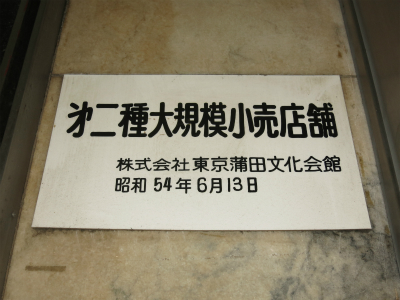 㐧二種大規模小売店舗
株式会社東京蒲田文化会館
昭和54年6月13日